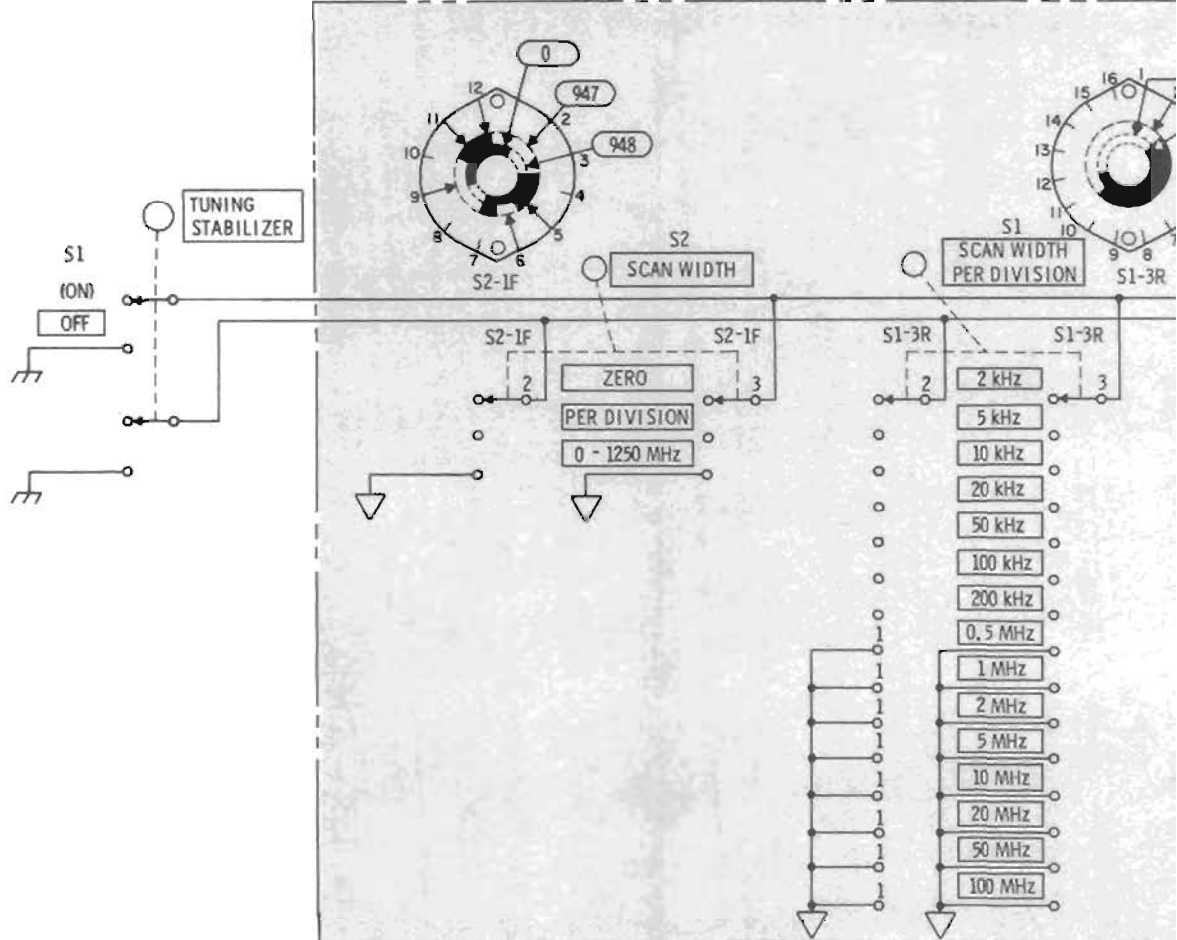 0
947
948
12
11
10
9
8
7
6
5
4
3
2
S2-1F
16
1
15
14
13
12
11
10
9
8
S1-3R
TUNING
STABILIZER
S1
(ON)
OFF
S2
SCAN WIDTH
S1
SCAN WIDTH
PER DIVISION
S2-1F
S2-1F
S1-3R
S1-3R
2
ZERO
3
2
2 kHz
3
PER DIVISION
5 kHz
0 - 1250 MHz
10 kHz
20 kHz
50 kHz
100 kHz
200 kHz
1
0.5 MHz
1
1 MHz
1
2 MHz
1
5 MHz
1
10 MHz
1
20 MHz
1
50 MHz
1
100 MHz